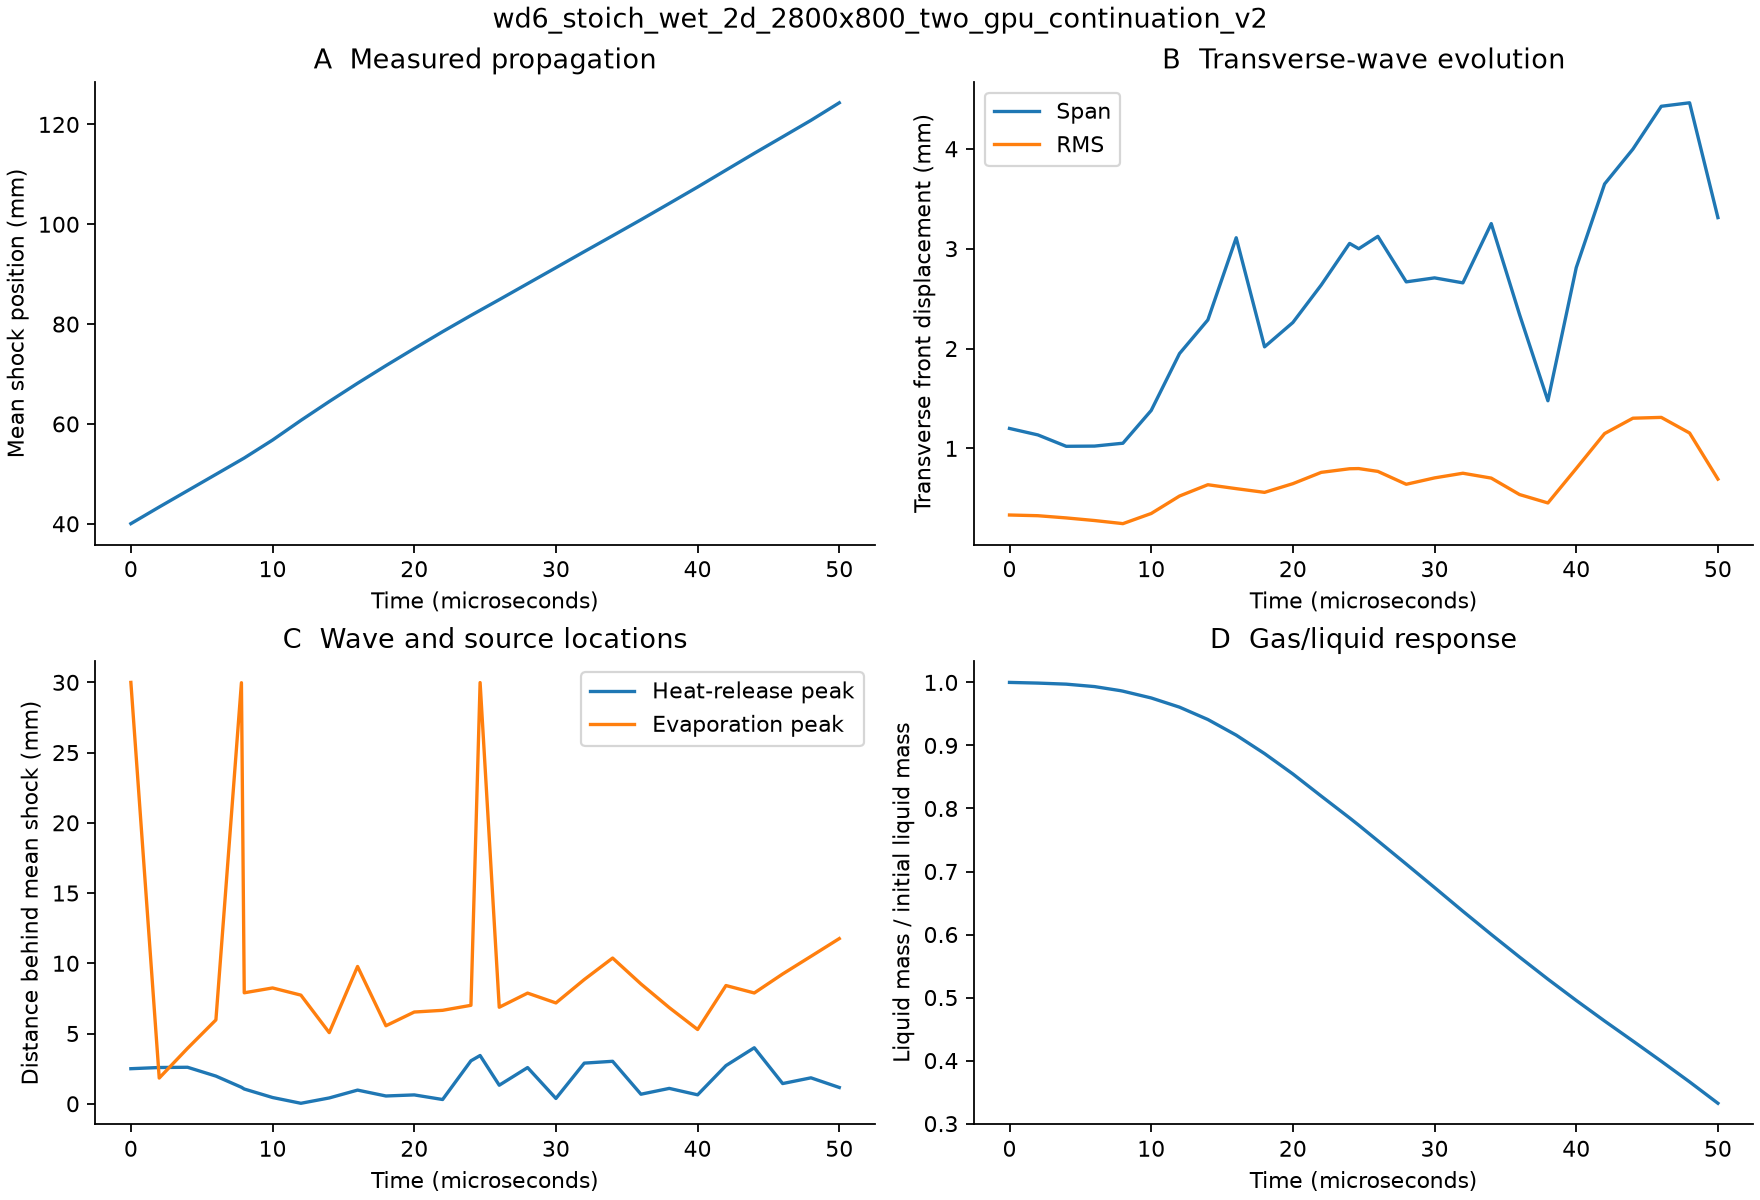 wd6_stoich_wet_2d_2800x800_two_gpu_continuation_v2
A  Measured propagation
Mean shock position (mm)
120
100
80
60
40
0 10 20 30 40 50
Time (microseconds)
B  Transverse-wave evolution
Span
RMS
Transverse front displacement (mm)
4
3
2
1
0 10 20 30 40 50
Time (microseconds)
C  Wave and source locations
Heat-release peak
Evaporation peak
Distance behind mean shock (mm)
30
25
20
15
10
5
0
0 10 20 30 40 50
Time (microseconds)
D  Gas/liquid response
Liquid mass / initial liquid mass
1.0
0.9
0.8
0.7
0.6
0.5
0.4
0.3
0 10 20 30 40 50
Time (microseconds)